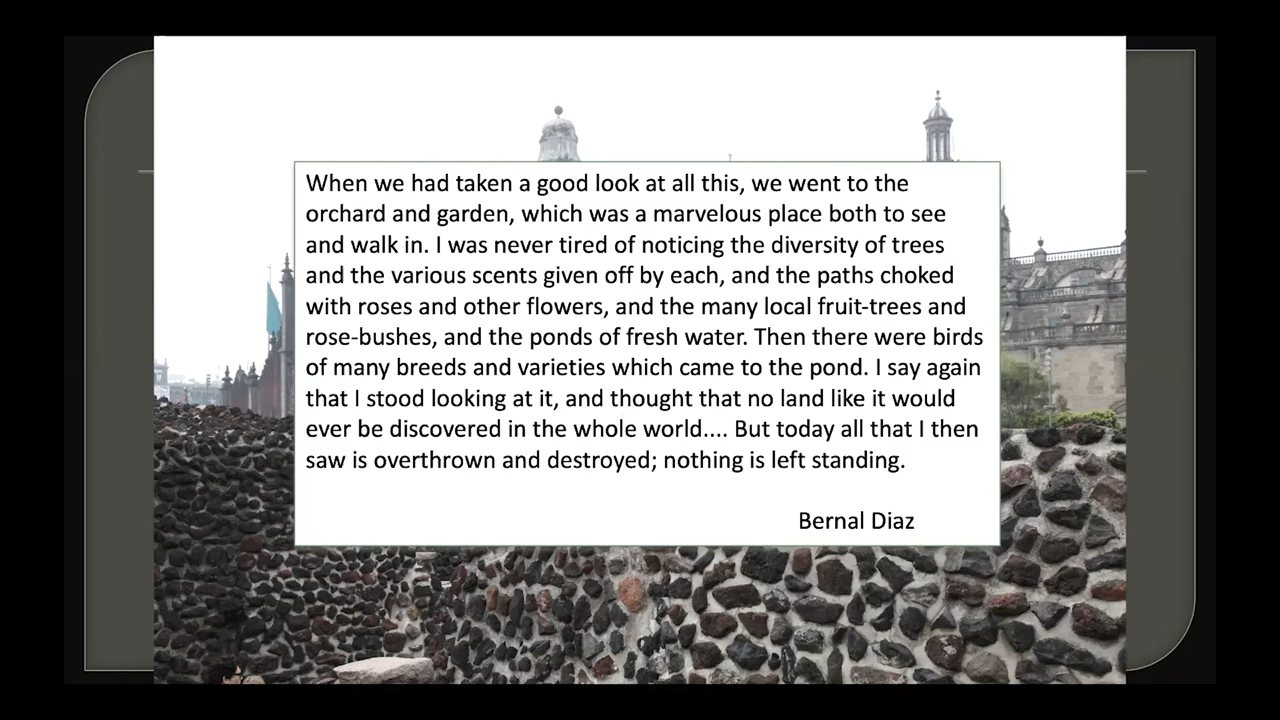 When we had taken a good look at all this, we went to the
orchard and garden, which was a marvelous place both to see
and walk in. I was never tired of noticing the diversity of trees
and the various scents given off by each, and the paths choked
with roses and other flowers, and the many local fruit-trees and
rose-bushes, and the ponds of fresh water. Then there were birds
of many breeds and varieties which came to the pond. I say again
that I stood looking at it, and thought that no land like it would
ever be discovered in the whole world.... But today all that I then
saw is overthrown and destroyed; nothing is left standing.
Bernal Diaz